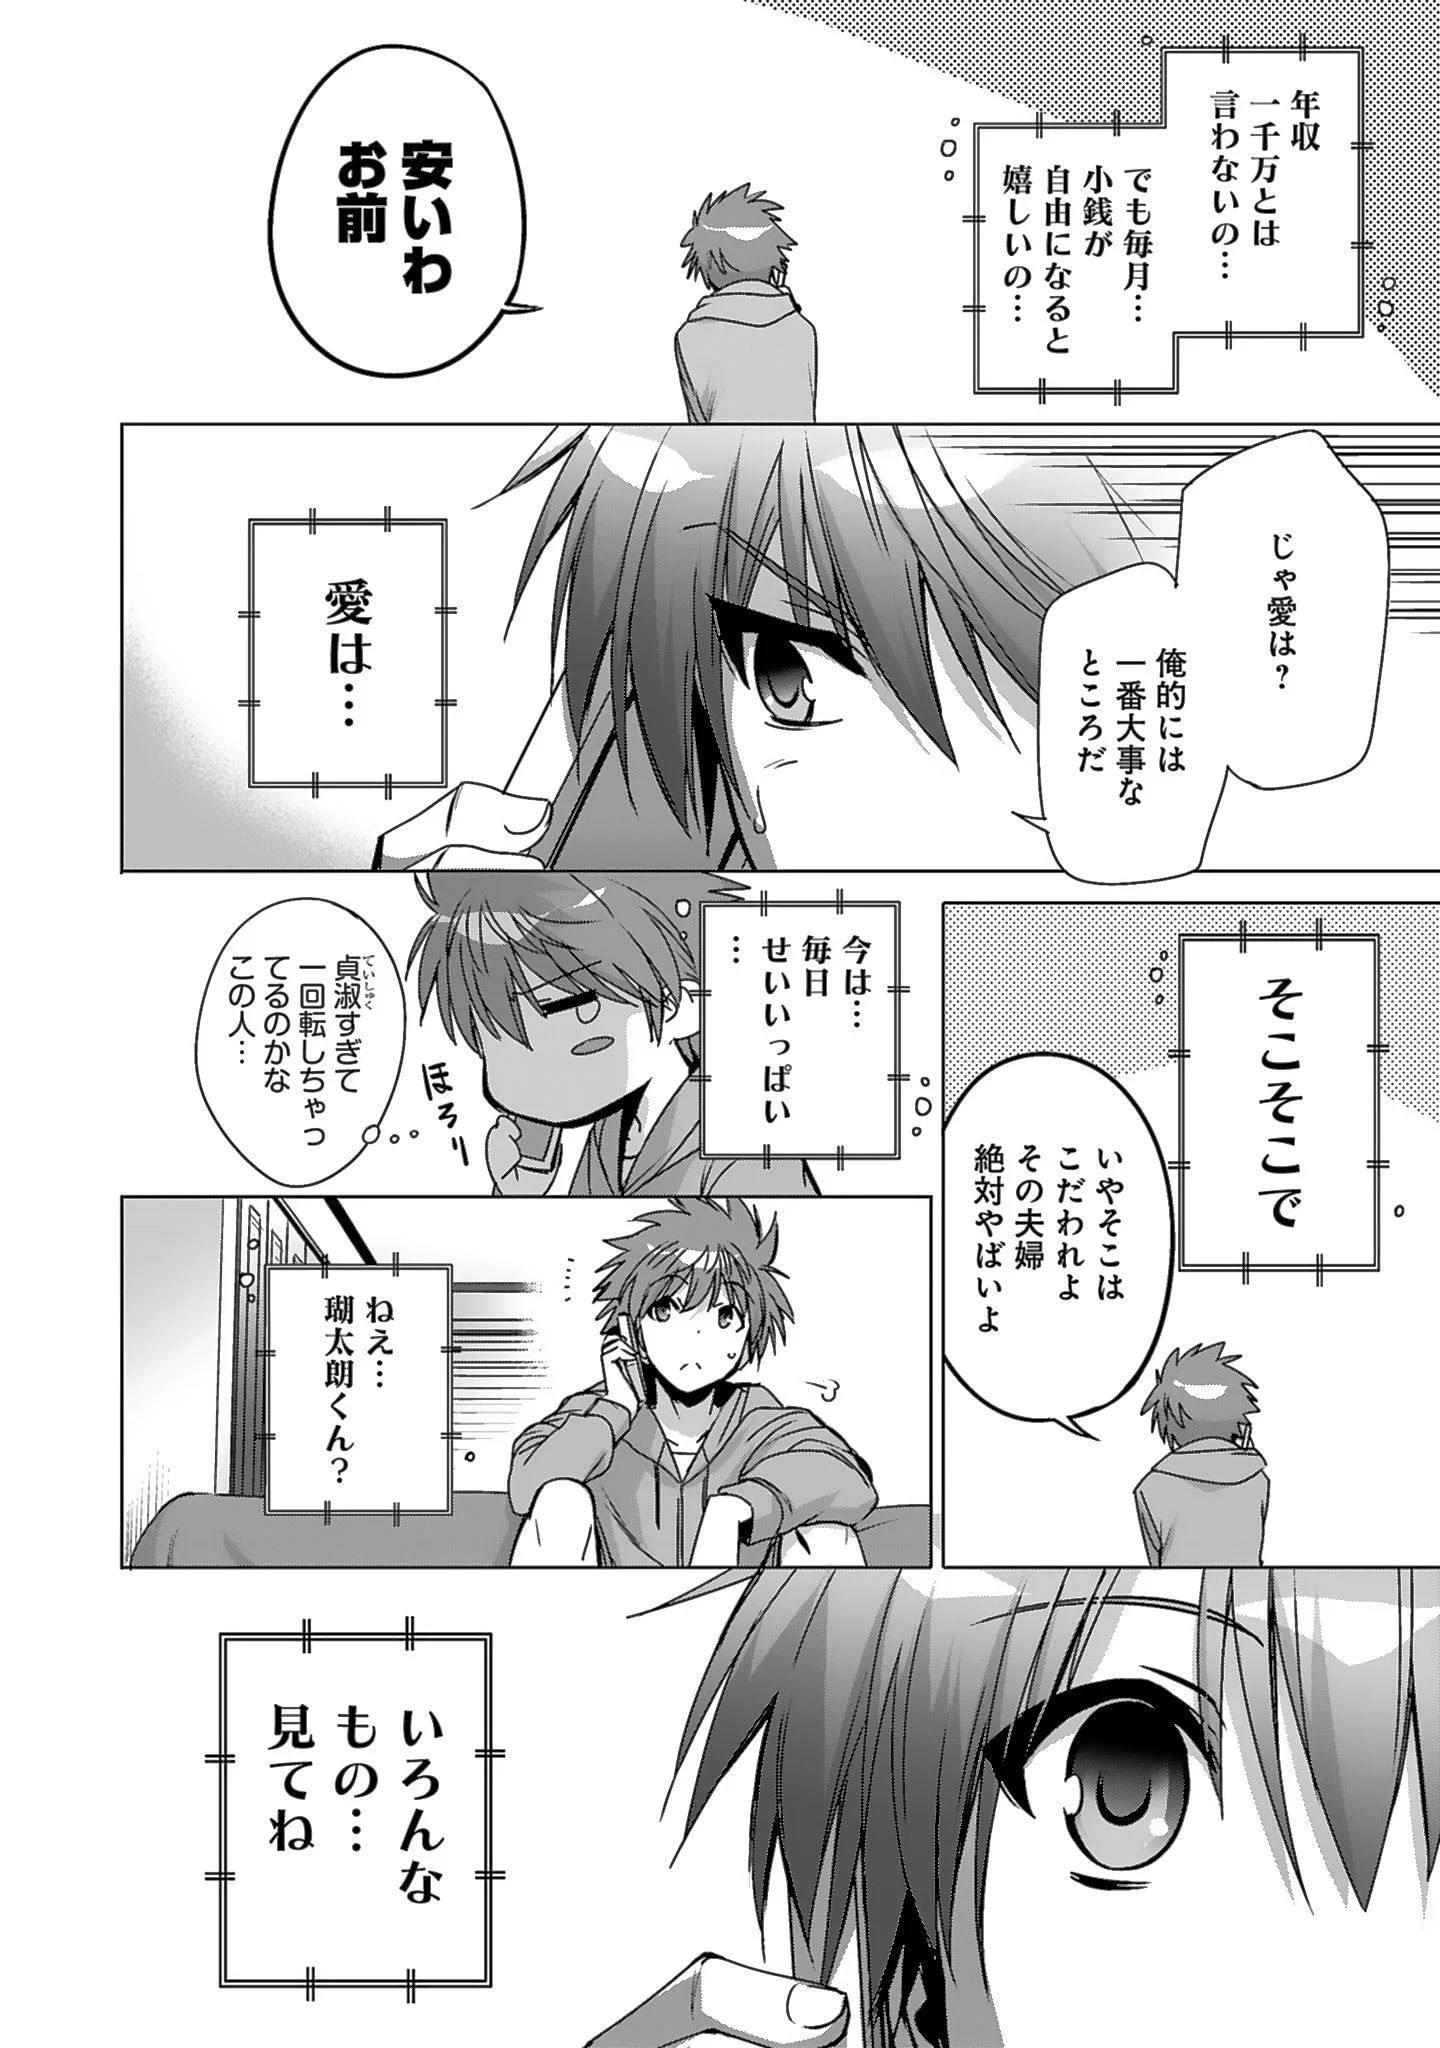 年収
一千万とは
言わないの…
でも毎月…
小銭が
自由になると
嬉しいの…
安いわ
お前
じゃ愛は？
俺的には
一番大事な
ところだ
愛は…
そこそこで
いやそこは
こだわれよ
その夫婦
絶対やばいよ
今は…
毎日
せいいっぱい
…
貞淑すぎて
ていしゅく
一回転しちゃっ
てるのかな
この人…
ほろり
ねえ…
瑚太朗くん？
いろんな
もの…
見てね